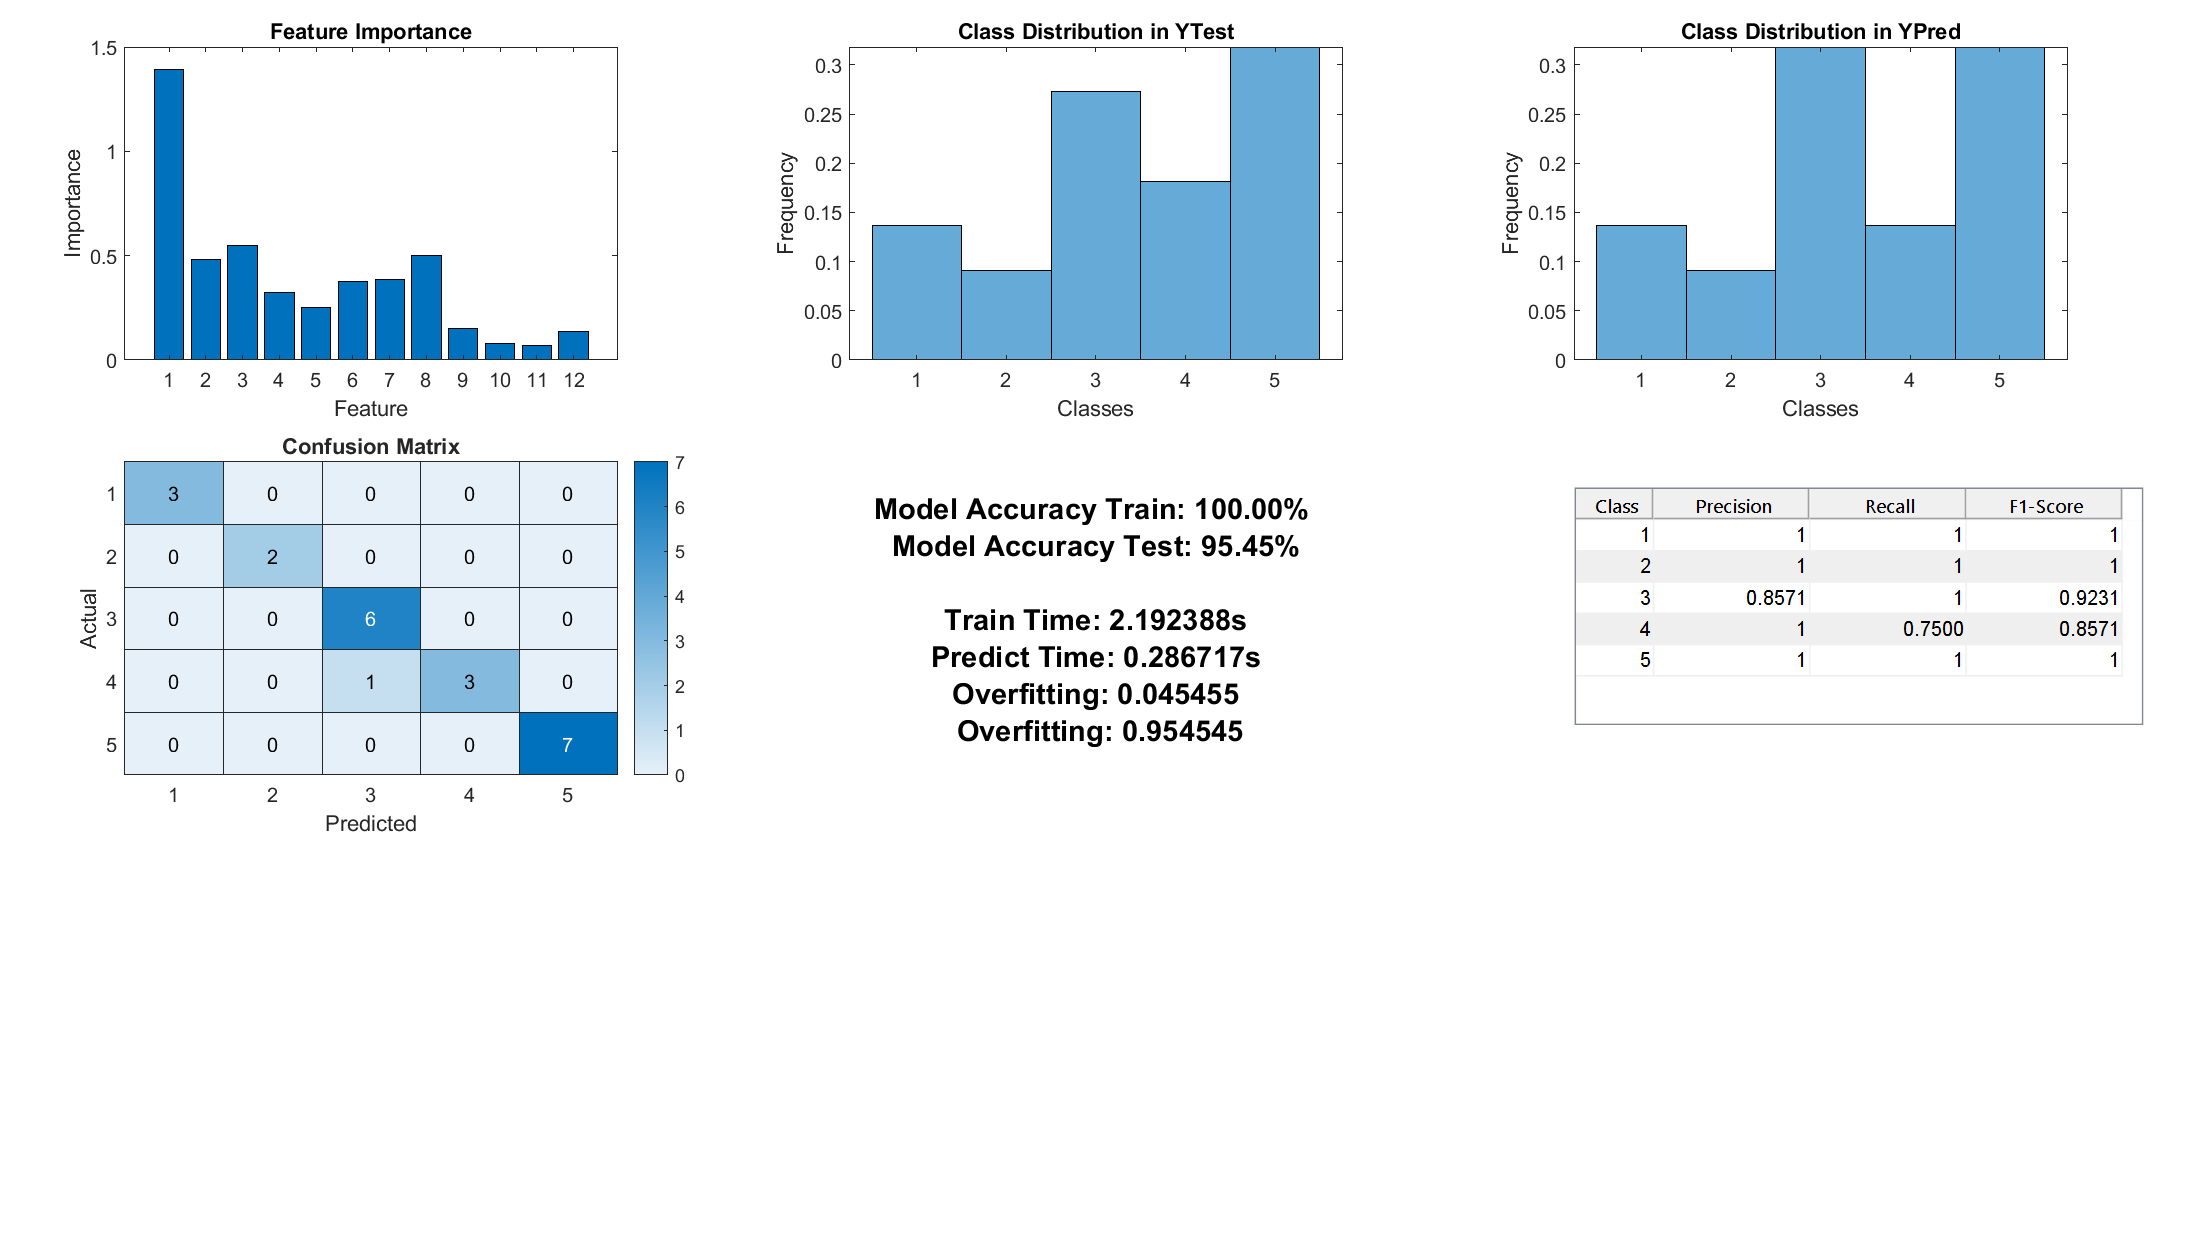 Feature Importance
1.5
1
0.5
0
Importance
1 2 3 4 5 6 7 8 9 10 11 12
Feature
Class Distribution in YTest
0.3
0.25
0.2
0.15
0.1
0.05
0
Frequency
1 2 3 4 5
Classes
Class Distribution in YPred
0.3
0.25
0.2
0.15
0.1
0.05
0
Frequency
1 2 3 4 5
Classes
Confusion Matrix
Actual
1 3 0 0 0 0
2 0 2 0 0 0
3 0 0 6 0 0
4 0 0 1 3 0
5 0 0 0 0 7
1 2 3 4 5
Predicted
7
6
5
4
3
2
1
0
Model Accuracy Train: 100.00%
Model Accuracy Test: 95.45%
Train Time: 2.192388s
Predict Time: 0.286717s
Overfitting: 0.045455
Overfitting: 0.954545
Class Precision Recall F1-Score
1 1 1 1
2 1 1 1
3 0.8571 1 0.9231
4 1 0.7500 0.8571
5 1 1 1